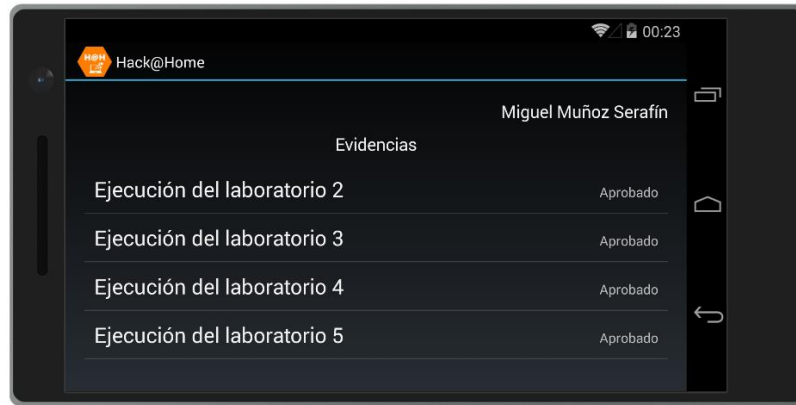 00:23
H@H
Hack@Home
Miguel Muñoz Serafín
Evidencias
Ejecución del laboratorio 2 Aprobado
Ejecución del laboratorio 3 Aprobado
Ejecución del laboratorio 4 Aprobado
Ejecución del laboratorio 5 Aprobado